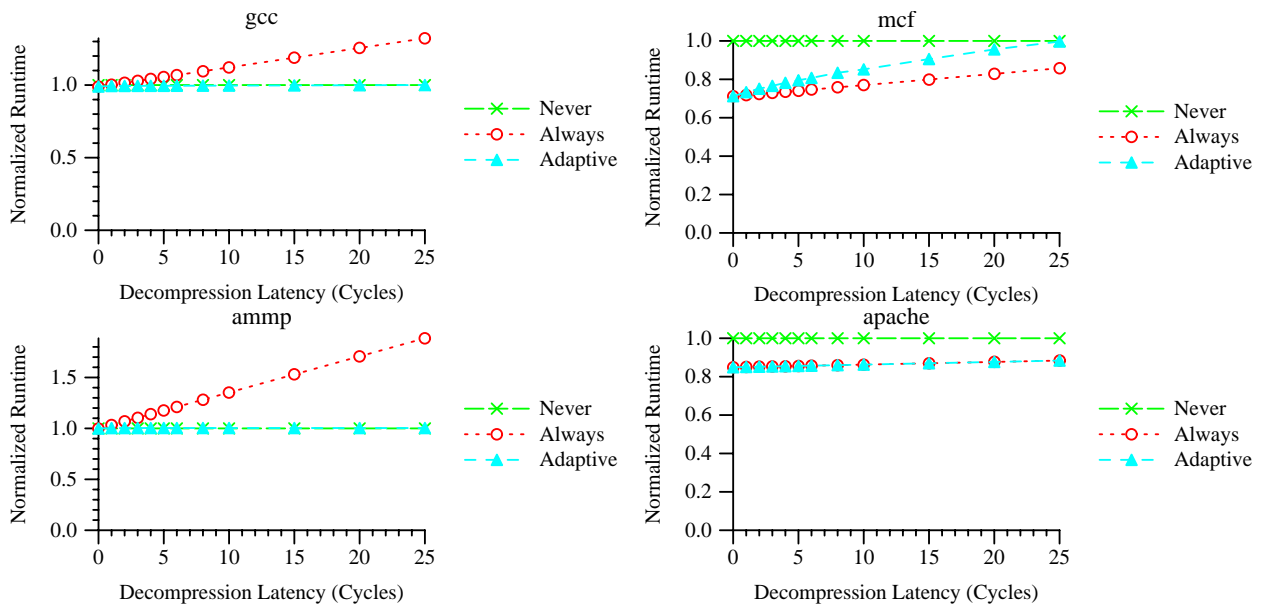 gcc
Normalized Runtime
1.0
0.5
0.0
0 5 10 15 20 25
Decompression Latency (Cycles)
Never
Always
Adaptive
mcf
Normalized Runtime
1.0
0.8
0.6
0.4
0.2
0.0
0 5 10 15 20 25
Decompression Latency (Cycles)
Never
Always
Adaptive
ammp
Normalized Runtime
1.5
1.0
0.5
0.0
0 5 10 15 20 25
Decompression Latency (Cycles)
Never
Always
Adaptive
apache
Normalized Runtime
1.0
0.8
0.6
0.4
0.2
0.0
0 5 10 15 20 25
Decompression Latency (Cycles)
Never
Always
Adaptive